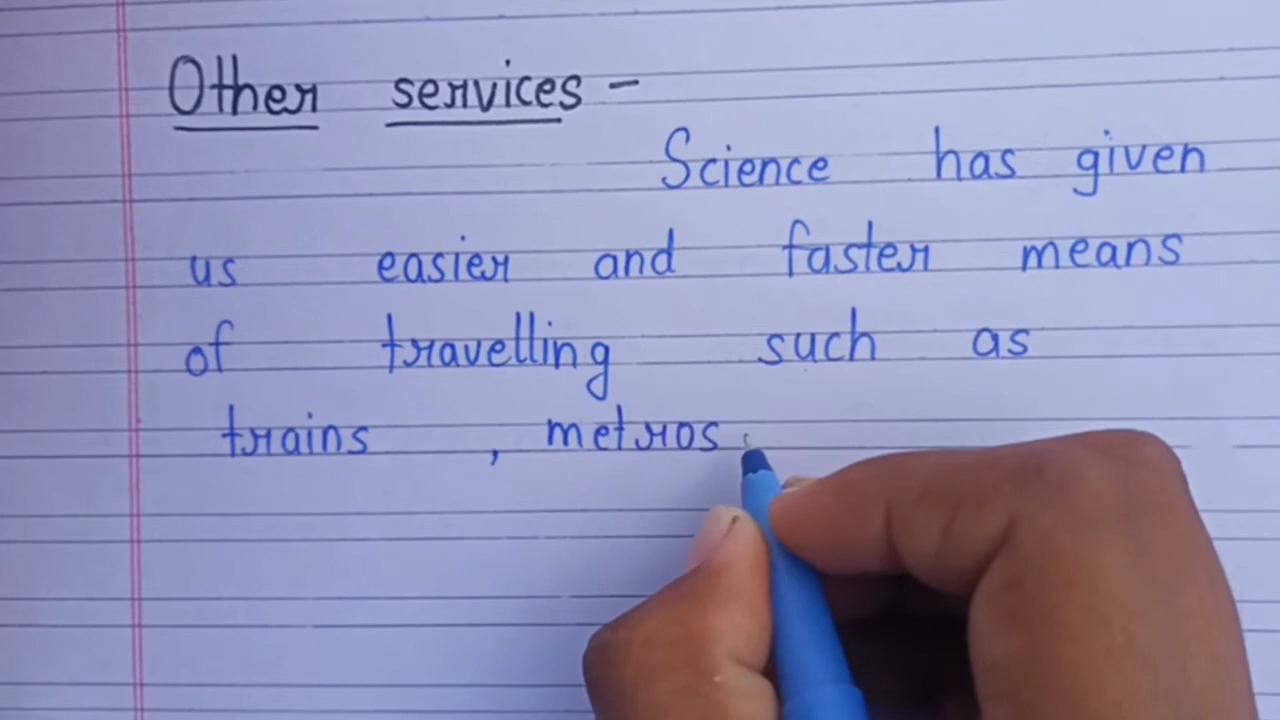 Other services -
Science has given
us easier and faster means
of travelling such as
trains , metros